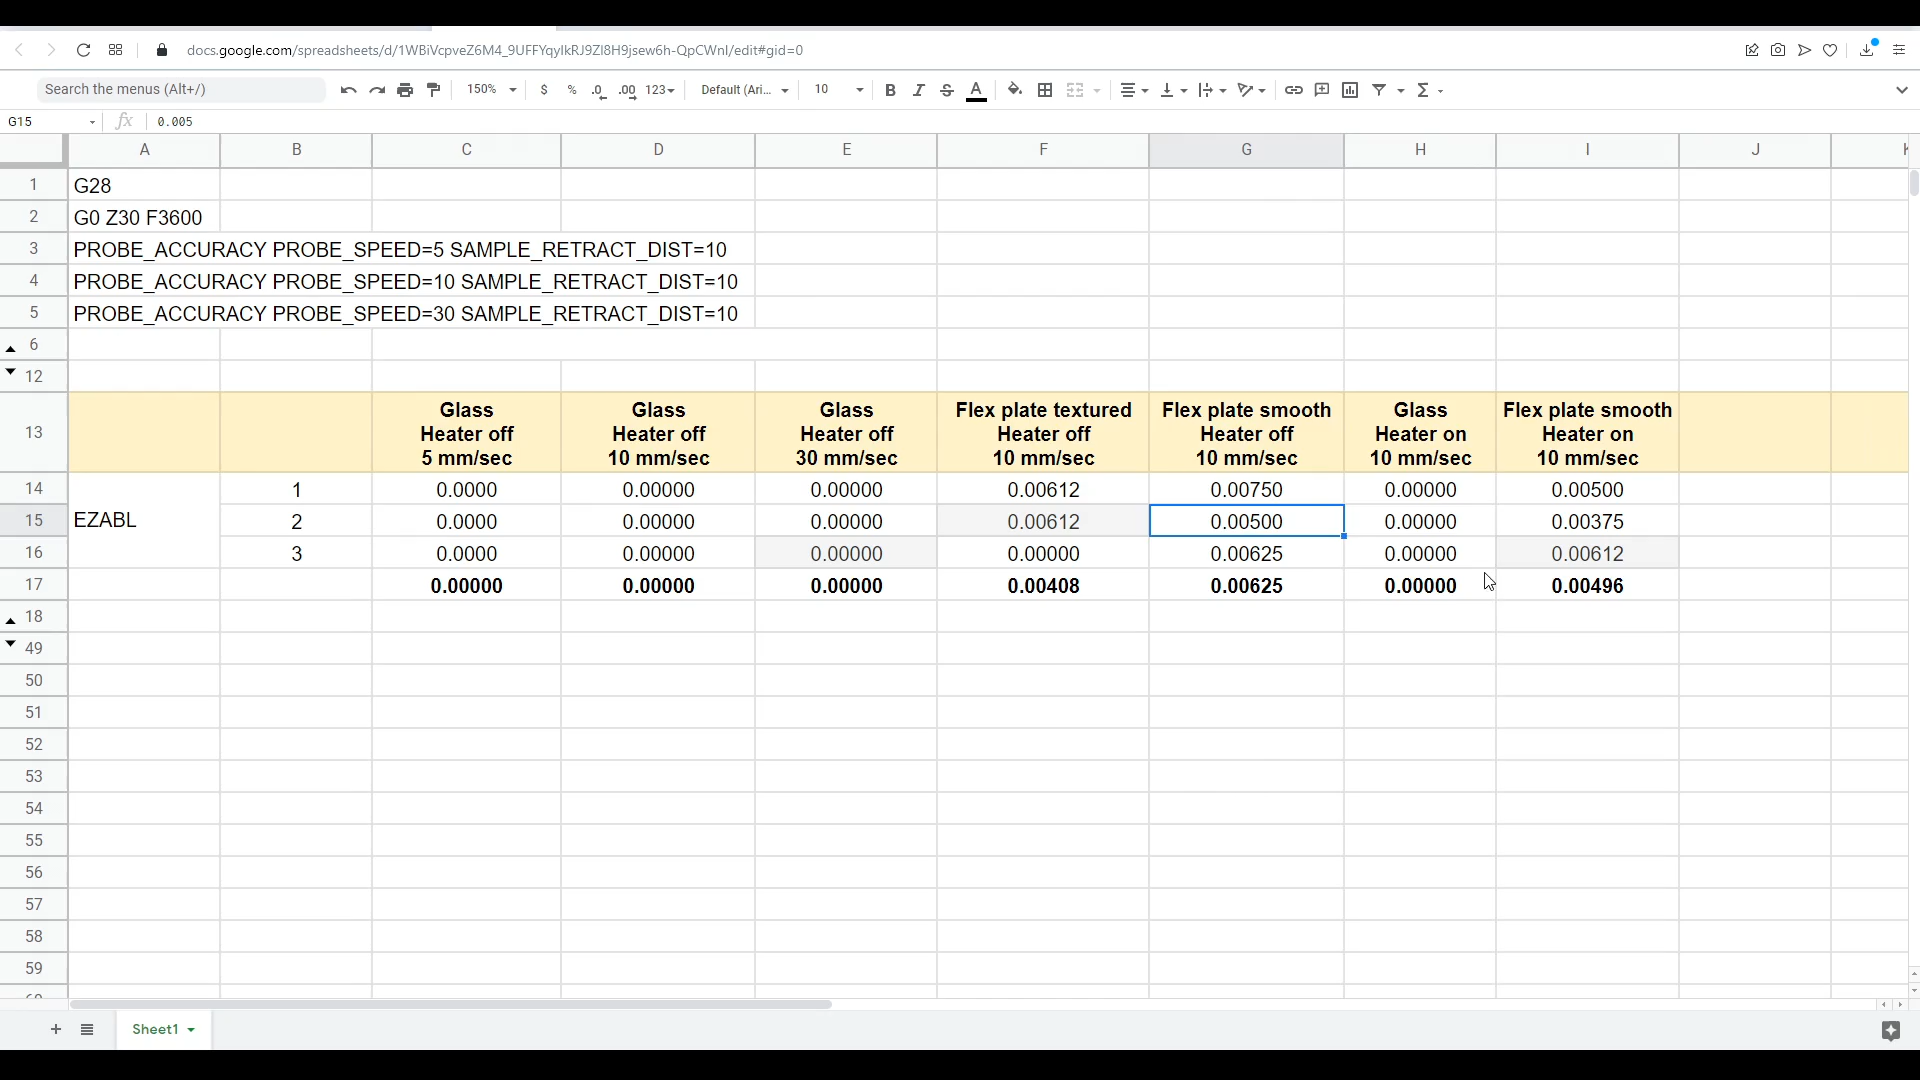 docs.google.com/spreadsheets/d/1WBiVcpveZ6M4_9UFFYqyIkRJ9ZI8H9jsew6h-QpCWnI/edit#gid=0
Search the menus (Alt+/) 150% $ % .0 .00 123 Default (Ari... 10 B I S A
G15 fx 0.005
A B C D E F G H I J
1 G28
2 G0 Z30 F3600
3 PROBE_ACCURACY PROBE_SPEED=5 SAMPLE_RETRACT_DIST=10
4 PROBE_ACCURACY PROBE_SPEED=10 SAMPLE_RETRACT_DIST=10
5 PROBE_ACCURACY PROBE_SPEED=30 SAMPLE_RETRACT_DIST=10
6
12
Glass Glass Glass Flex plate textured Flex plate smooth Glass Flex plate smooth
13 Heater off Heater off Heater off Heater off Heater off Heater on Heater on
5 mm/sec 10 mm/sec 30 mm/sec 10 mm/sec 10 mm/sec 10 mm/sec 10 mm/sec
14 1 0.0000 0.00000 0.00000 0.00612 0.00750 0.00000 0.00500
15 EZABL 2 0.0000 0.00000 0.00000 0.00612 0.00500 0.00000 0.00375
16 3 0.0000 0.00000 0.00000 0.00000 0.00625 0.00000 0.00612
17 0.00000 0.00000 0.00000 0.00408 0.00625 0.00000 0.00496
18
49
50
51
52
53
54
55
56
57
58
59
Sheet1